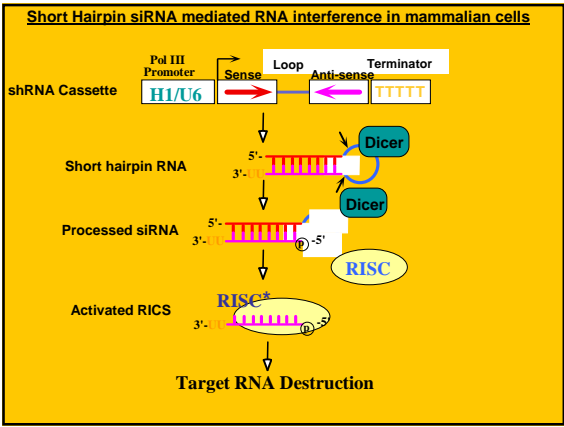 Short Hairpin siRNA mediated RNA interference in mammalian cells
Pol III
Promoter
Loop
Terminator
Sense
Anti-sense
shRNA Cassette
H1/U6
TTTTT
Dicer
5'-
Short hairpin RNA
3'-UU
Dicer
5'-
Processed siRNA
3'-UU
P -5'
RISC
RISC*
Activated RICS
3'-UU
P -5'
Target RNA Destruction